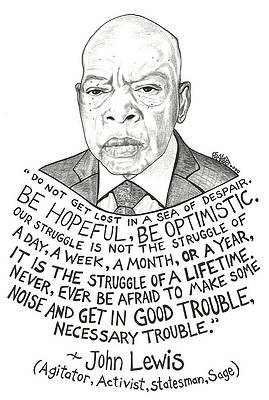 "DO NOT GET LOST IN A SEA OF DESPAIR.
BE HOPEFUL, BE OPTIMISTIC.
OUR STRUGGLE IS NOT THE STRUGGLE OF
A DAY, A WEEK, A MONTH, OR A YEAR,
IT IS THE STRUGGLE OF A LIFETIME.
NEVER, EVER BE AFRAID TO MAKE SOME
NOISE AND GET IN GOOD TROUBLE,
NECESSARY TROUBLE."
~ John Lewis
(Agitator, Activist, statesman, Sage)